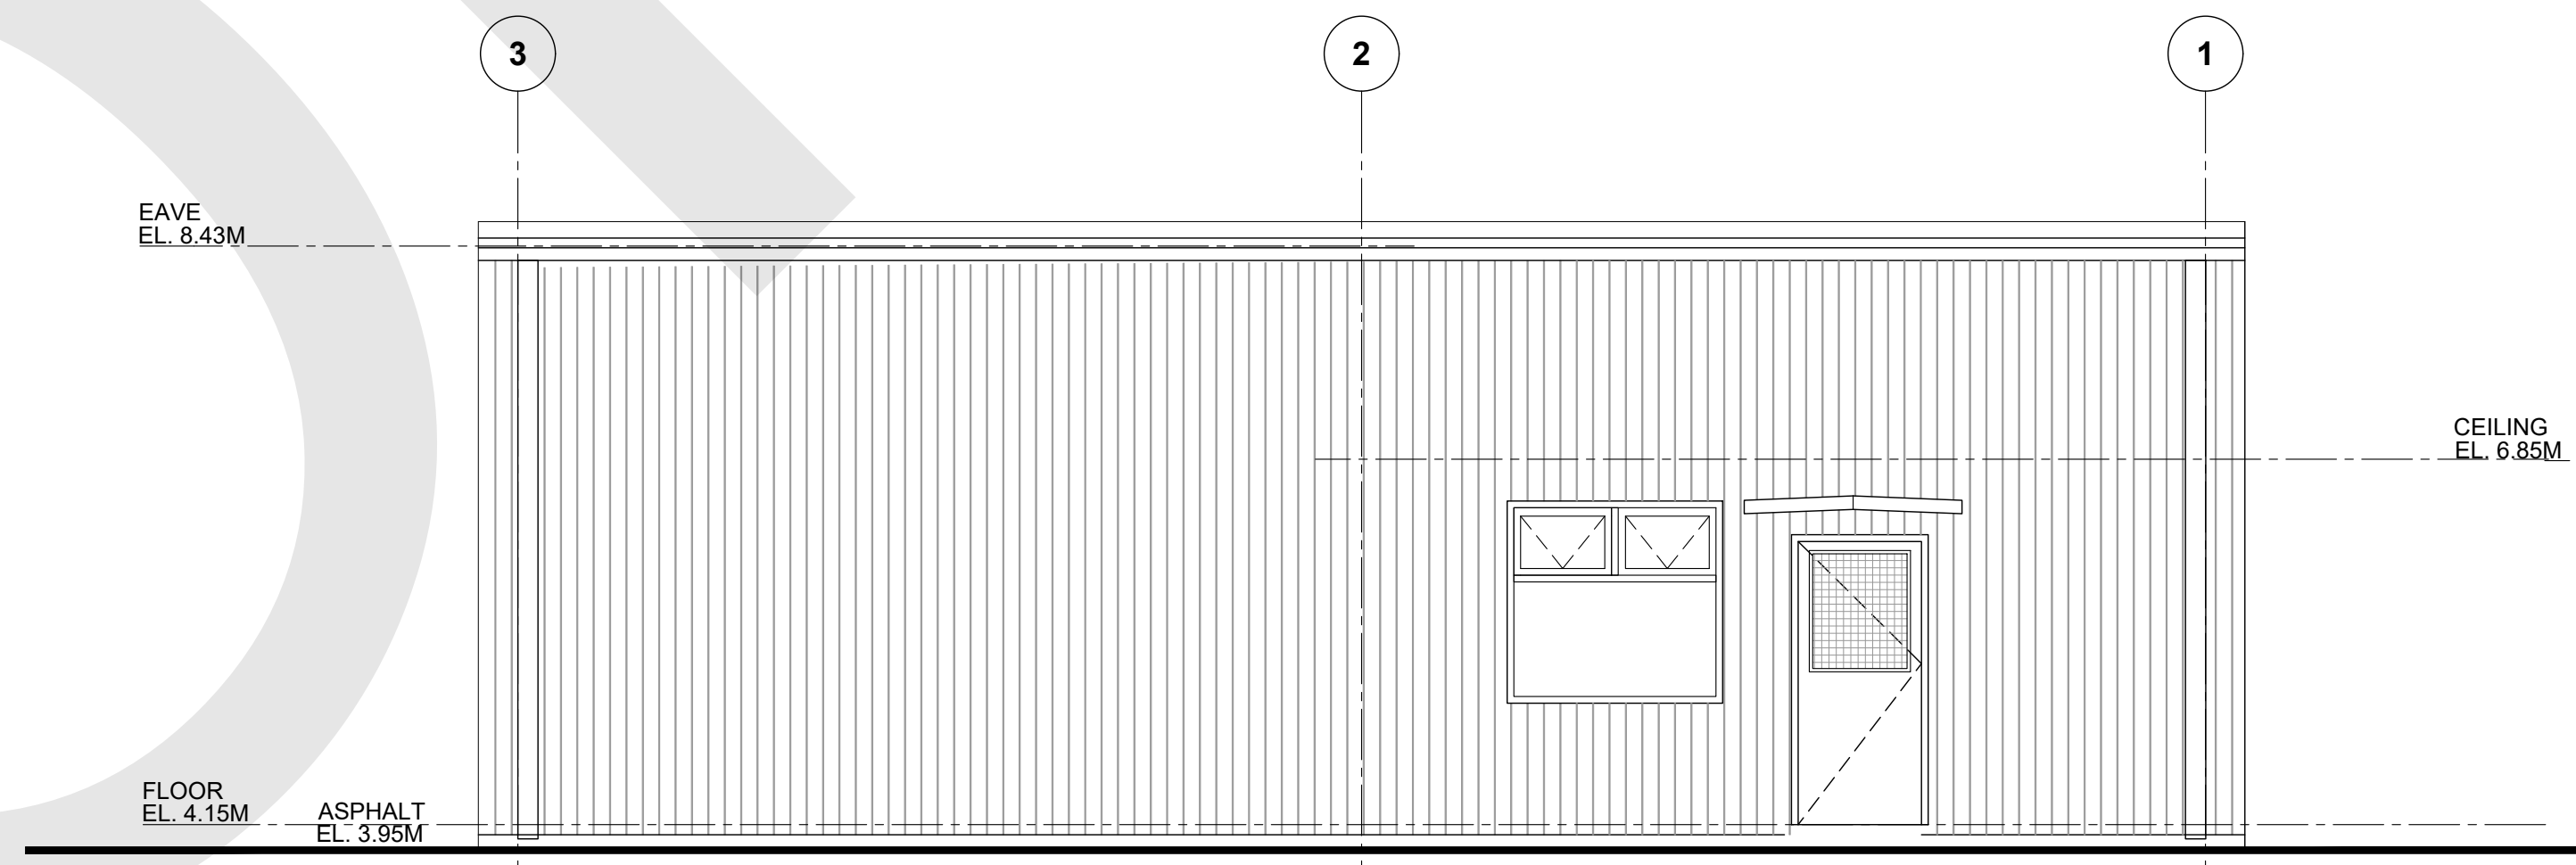 3
2
1
EAVE
EL. 8.43M
CEILING
EL. 6.85M
FLOOR
EL. 4.15M
ASPHALT
EL. 3.95M